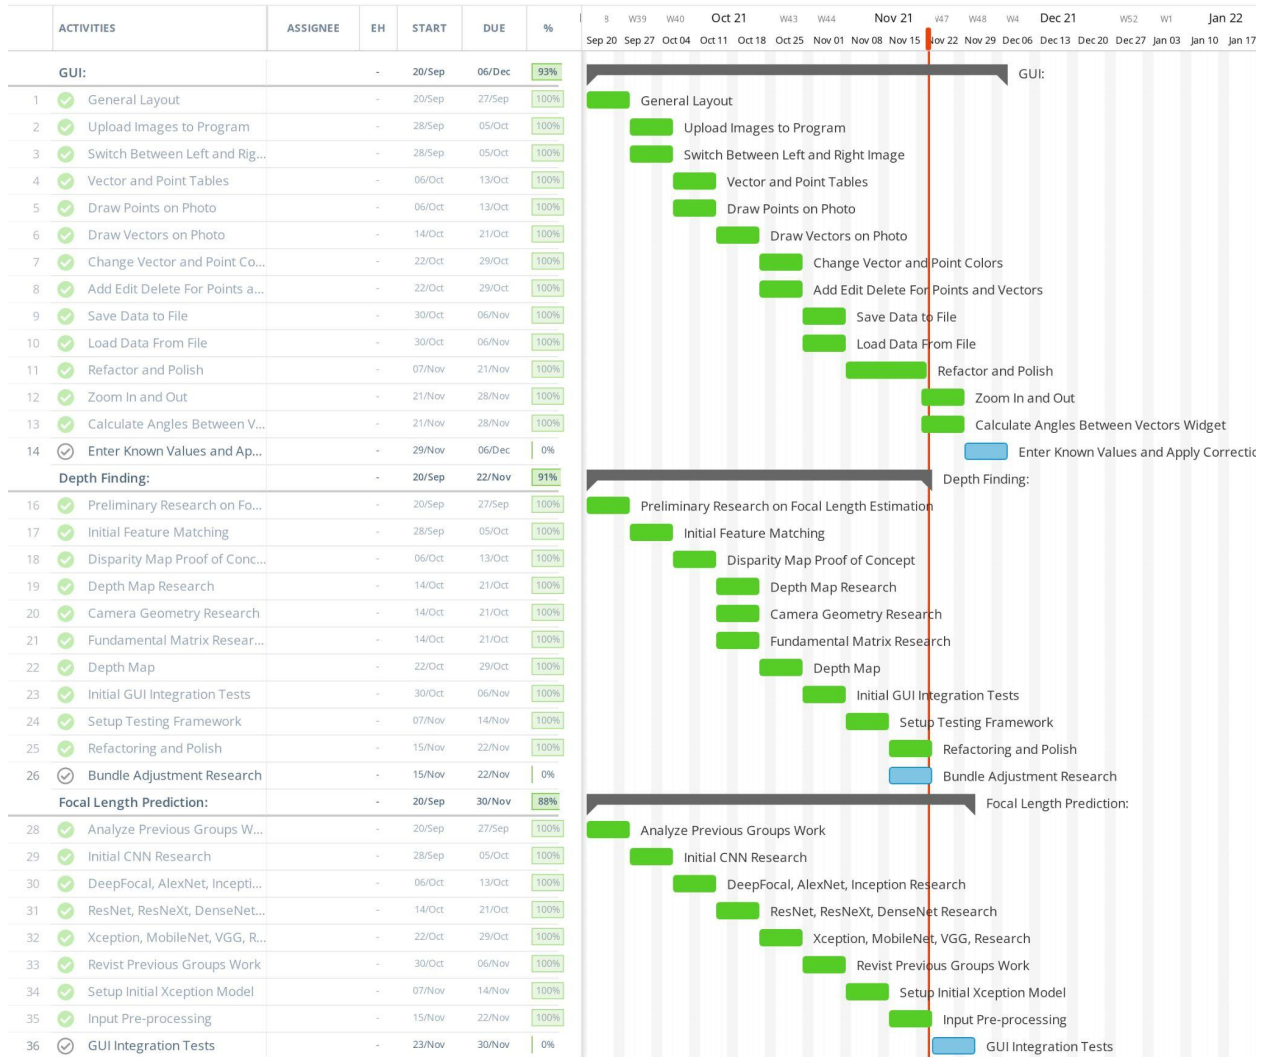 ACTIVITIES ASSIGNEE EH START DUE %
8 W39 W40 Oct 21 W43 W44 Nov 21 W47 W48 W4 Dec 21 W52 W1 Jan 22
Sep 20 Sep 27 Oct 04 Oct 11 Oct 18 Oct 25 Nov 01 Nov 08 Nov 15 Nov 22 Nov 29 Dec 06 Dec 13 Dec 20 Dec 27 Jan 03 Jan 10 Jan 17
GUI: - 20/Sep 06/Dec 93% GUI:
1 General Layout - 20/Sep 27/Sep 100% General Layout
2 Upload Images to Program - 28/Sep 05/Oct 100% Upload Images to Program
3 Switch Between Left and Rig... - 28/Sep 05/Oct 100% Switch Between Left and Right Image
4 Vector and Point Tables - 06/Oct 13/Oct 100% Vector and Point Tables
5 Draw Points on Photo - 06/Oct 13/Oct 100% Draw Points on Photo
6 Draw Vectors on Photo - 14/Oct 21/Oct 100% Draw Vectors on Photo
7 Change Vector and Point Co... - 22/Oct 29/Oct 100% Change Vector and Point Colors
8 Add Edit Delete For Points a... - 22/Oct 29/Oct 100% Add Edit Delete For Points and Vectors
9 Save Data to File - 30/Oct 06/Nov 100% Save Data to File
10 Load Data From File - 30/Oct 06/Nov 100% Load Data From File
11 Refactor and Polish - 07/Nov 21/Nov 100% Refactor and Polish
12 Zoom In and Out - 21/Nov 28/Nov 100% Zoom In and Out
13 Calculate Angles Between V... - 21/Nov 28/Nov 100% Calculate Angles Between Vectors Widget
14 Enter Known Values and Ap... - 29/Nov 06/Dec 0% Enter Known Values and Apply Correctic
Depth Finding: - 20/Sep 22/Nov 91% Depth Finding:
16 Preliminary Research on Fo... - 20/Sep 27/Sep 100% Preliminary Research on Focal Length Estimation
17 Initial Feature Matching - 28/Sep 05/Oct 100% Initial Feature Matching
18 Disparity Map Proof of Conc... - 06/Oct 13/Oct 100% Disparity Map Proof of Concept
19 Depth Map Research - 14/Oct 21/Oct 100% Depth Map Research
20 Camera Geometry Research - 14/Oct 21/Oct 100% Camera Geometry Research
21 Fundamental Matrix Resear... - 14/Oct 21/Oct 100% Fundamental Matrix Research
22 Depth Map - 22/Oct 29/Oct 100% Depth Map
23 Initial GUI Integration Tests - 30/Oct 06/Nov 100% Initial GUI Integration Tests
24 Setup Testing Framework - 07/Nov 14/Nov 100% Setup Testing Framework
25 Refactoring and Polish - 15/Nov 22/Nov 100% Refactoring and Polish
26 Bundle Adjustment Research - 15/Nov 22/Nov 0% Bundle Adjustment Research
Focal Length Prediction: - 20/Sep 30/Nov 88% Focal Length Prediction:
28 Analyze Previous Groups W... - 20/Sep 27/Sep 100% Analyze Previous Groups Work
29 Initial CNN Research - 28/Sep 05/Oct 100% Initial CNN Research
30 DeepFocal, AlexNet, Incepti... - 06/Oct 13/Oct 100% DeepFocal, AlexNet, Inception Research
31 ResNet, ResNeXt, DenseNet... - 14/Oct 21/Oct 100% ResNet, ResNeXt, DenseNet Research
32 Xception, MobileNet, VGG, R... - 22/Oct 29/Oct 100% Xception, MobileNet, VGG, Research
33 Revist Previous Groups Work - 30/Oct 06/Nov 100% Revist Previous Groups Work
34 Setup Initial Xception Model - 07/Nov 14/Nov 100% Setup Initial Xception Model
35 Input Pre-processing - 15/Nov 22/Nov 100% Input Pre-processing
36 GUI Integration Tests - 23/Nov 30/Nov 0% GUI Integration Tests